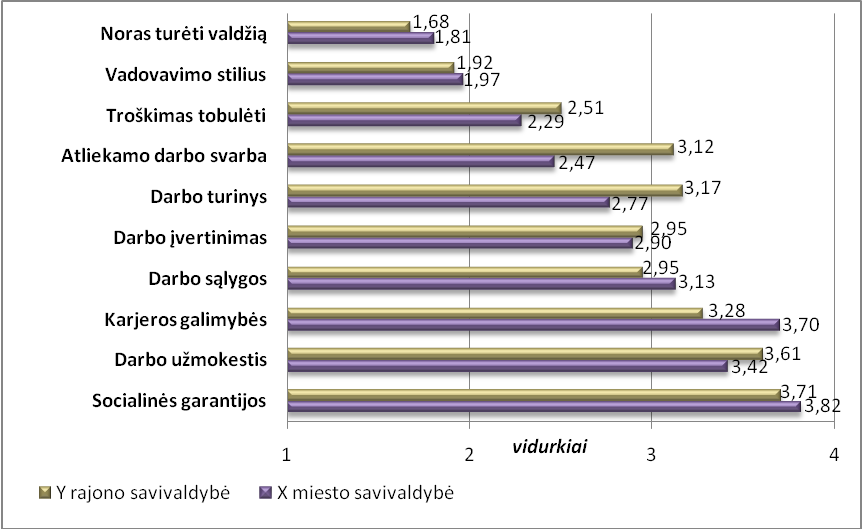 Noras turėti valdžią 1,68
1,81
Vadovavimo stilius 1,92
1,97
Troškimas tobulėti 2,51
2,29
Atliekamo darbo svarba 3,12
2,47
Darbo turinys 3,17
2,77
Darbo įvertinimas 2,95
2,90
Darbo sąlygos 2,95
3,13
Karjeros galimybės 3,28
3,70
Darbo užmokestis 3,61
3,42
Socialinės garantijos 3,71
3,82
1 2 3 4
vidurkiai
Y rajono savivaldybė X miesto savivaldybė